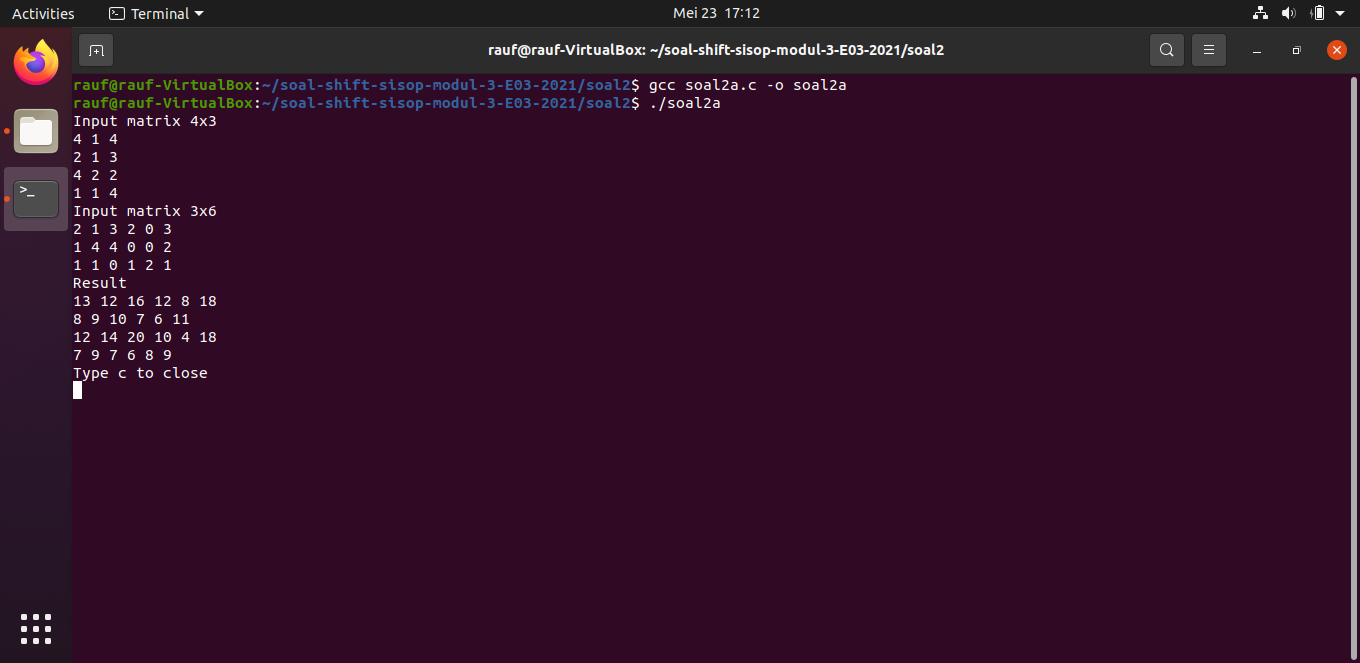 Activities Terminal Mei 23 17:12
rauf@rauf-VirtualBox: ~/soal-shift-sisop-modul-3-E03-2021/soal2
rauf@rauf-VirtualBox:~/soal-shift-sisop-modul-3-E03-2021/soal2$ gcc soal2a.c -o soal2a
rauf@rauf-VirtualBox:~/soal-shift-sisop-modul-3-E03-2021/soal2$ ./soal2a
Input matrix 4x3
4 1 4
2 1 3
4 2 2
1 1 4
Input matrix 3x6
2 1 3 2 0 3
1 4 4 0 0 2
1 1 0 1 2 1
Result
13 12 16 12 8 18
8 9 10 7 6 11
12 14 20 10 4 18
7 9 7 6 8 9
Type c to close